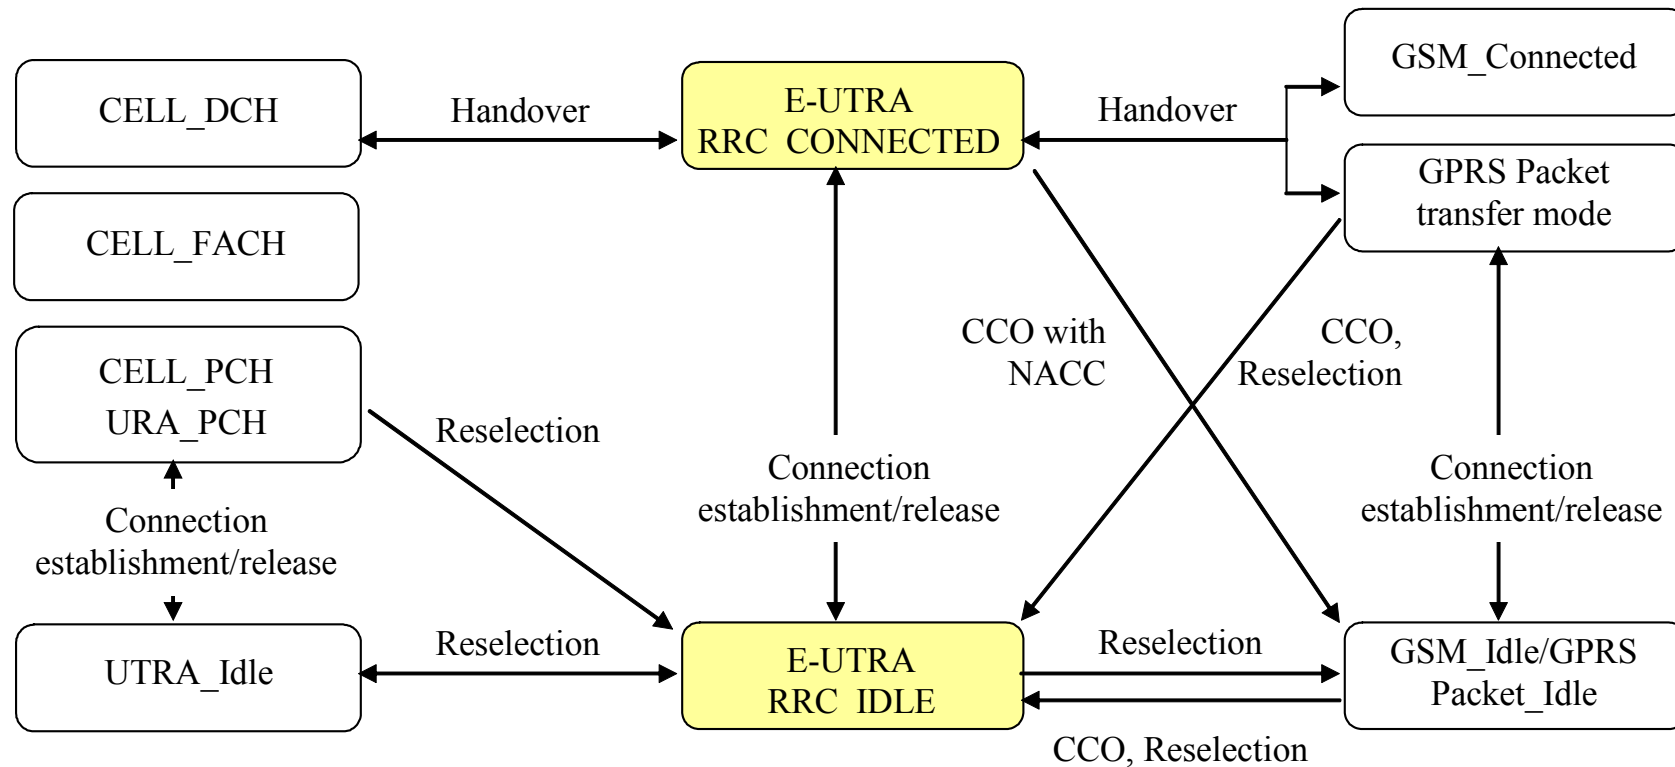 GSM_Connected
CELL_DCH
Handover
E-UTRA
RRC CONNECTED
Handover
GPRS Packet
transfer mode
CELL_FACH
CCO with
NACC
CCO,
Reselection
CELL_PCH
URA_PCH
Reselection
Connection
establishment/release
Connection
establishment/release
Connection
establishment/release
UTRA_Idle
Reselection
E-UTRA
RRC IDLE
Reselection
GSM_Idle/GPRS
Packet_Idle
CCO, Reselection